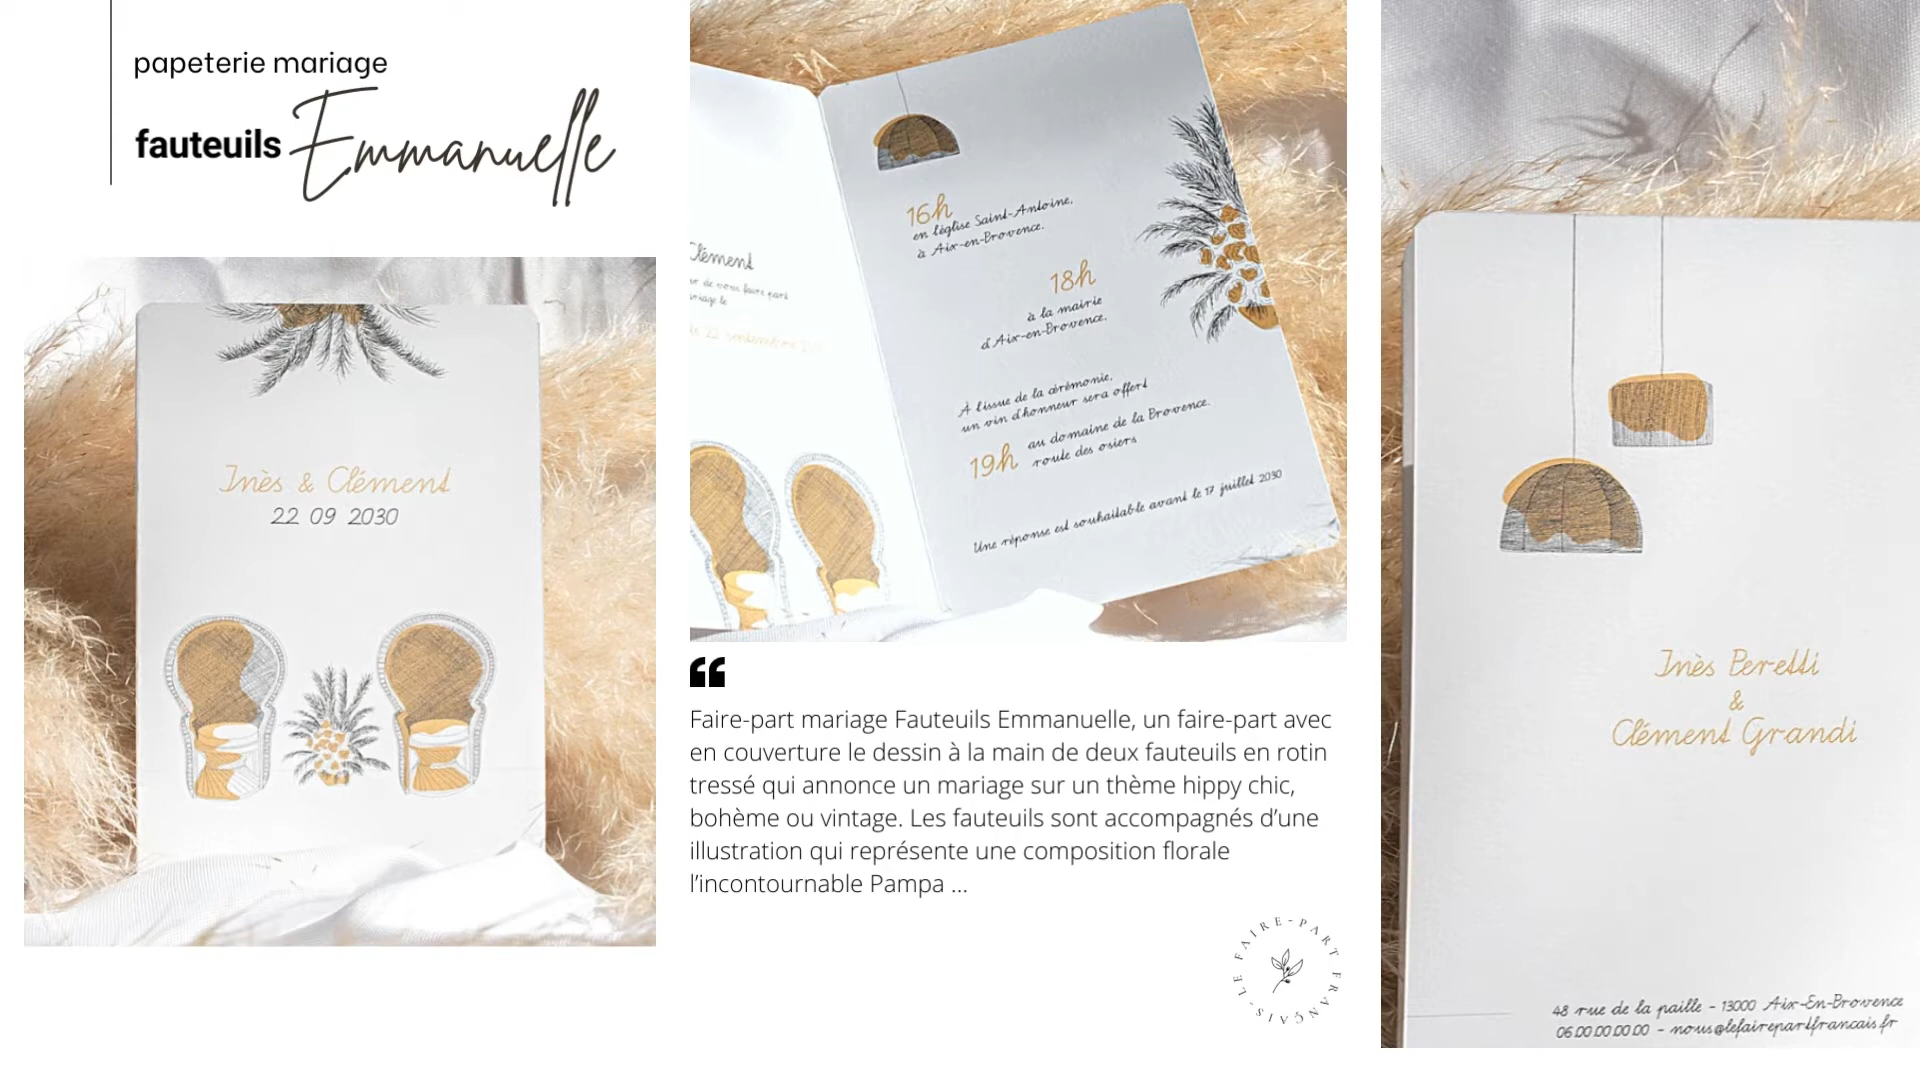 papeterie mariage
fauteuils Emmanuelle
Inès & Clément
22 09 2030
Clément
de vous faire part
16h
en l'église Saint-Antoine,
à Aix-en-Provence.
18h
à la mairie
d'Aix-en-Provence.
À l'issue de la cérémonie,
un vin d'honneur sera offert
19h au domaine de la Provence.
route des osiers
Une réponse est souhaitable avant le 17 juillet 2030
Faire-part mariage Fauteuils Emmanuelle, un faire-part avec
en couverture le dessin à la main de deux fauteuils en rotin
tressé qui annonce un mariage sur un thème hippy chic,
bohème ou vintage. Les fauteuils sont accompagnés d’une
illustration qui représente une composition florale
l’incontournable Pampa ...
LE FAIRE-PART FRANÇAIS
Inès Peretti
&
Clément Grandi
48 rue de la paille - 13000 Aix-En-Provence
06.00.00.00.00 - nous@lefairepartfrancais.fr